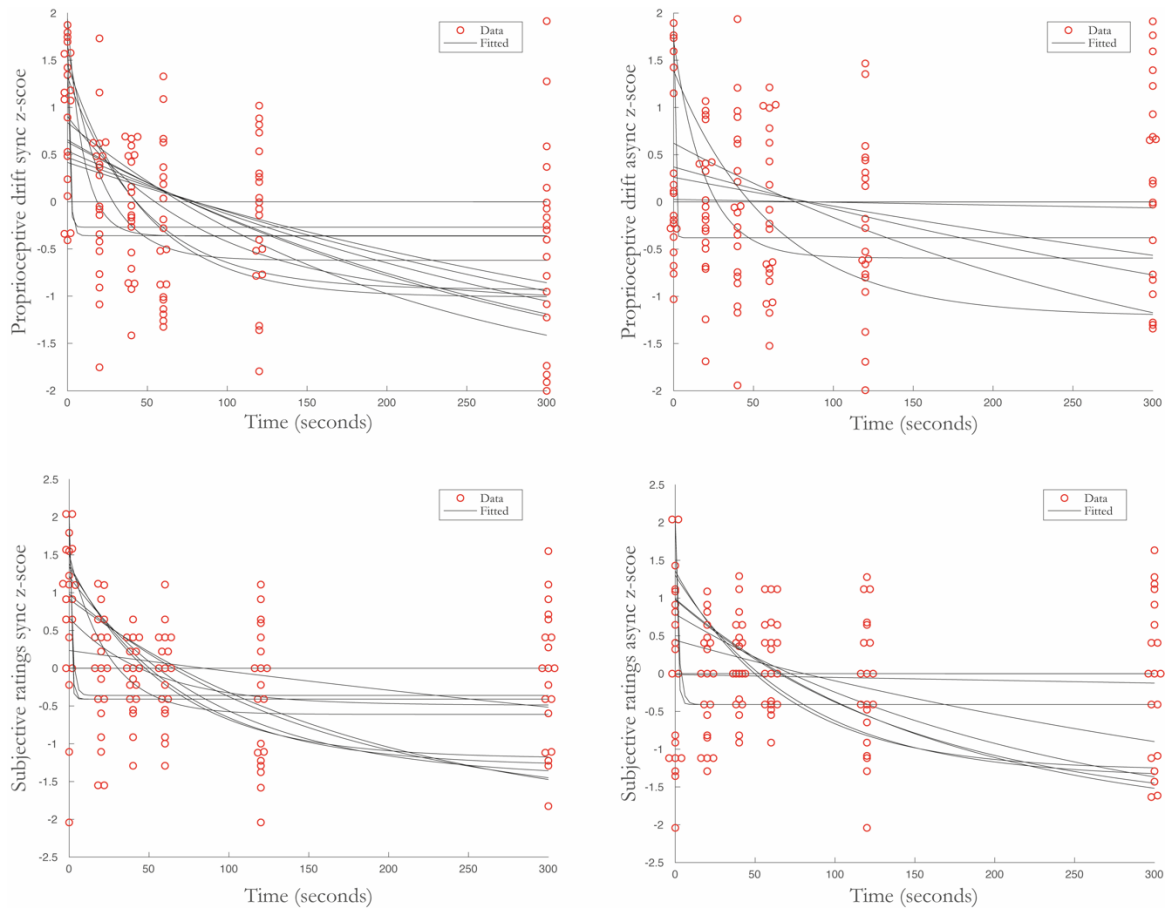 Proprioceptive drift sync z-scoe
2
1.5
1
0.5
0
-0.5
-1
-1.5
-2
Data
Fitted
0 50 100 150 200 250 300
Time (seconds)
Proprioceptive drift async z-scoe
2
1.5
1
0.5
0
-0.5
-1
-1.5
-2
Data
Fitted
0 50 100 150 200 250 300
Time (seconds)
Subjective ratings sync z-scoe
2.5
2
1.5
1
0.5
0
-0.5
-1
-1.5
-2
-2.5
Data
Fitted
0 50 100 150 200 250 300
Time (seconds)
Subjective ratings async z-scoe
2.5
2
1.5
1
0.5
0
-0.5
-1
-1.5
-2
-2.5
Data
Fitted
0 50 100 150 200 250 300
Time (seconds)